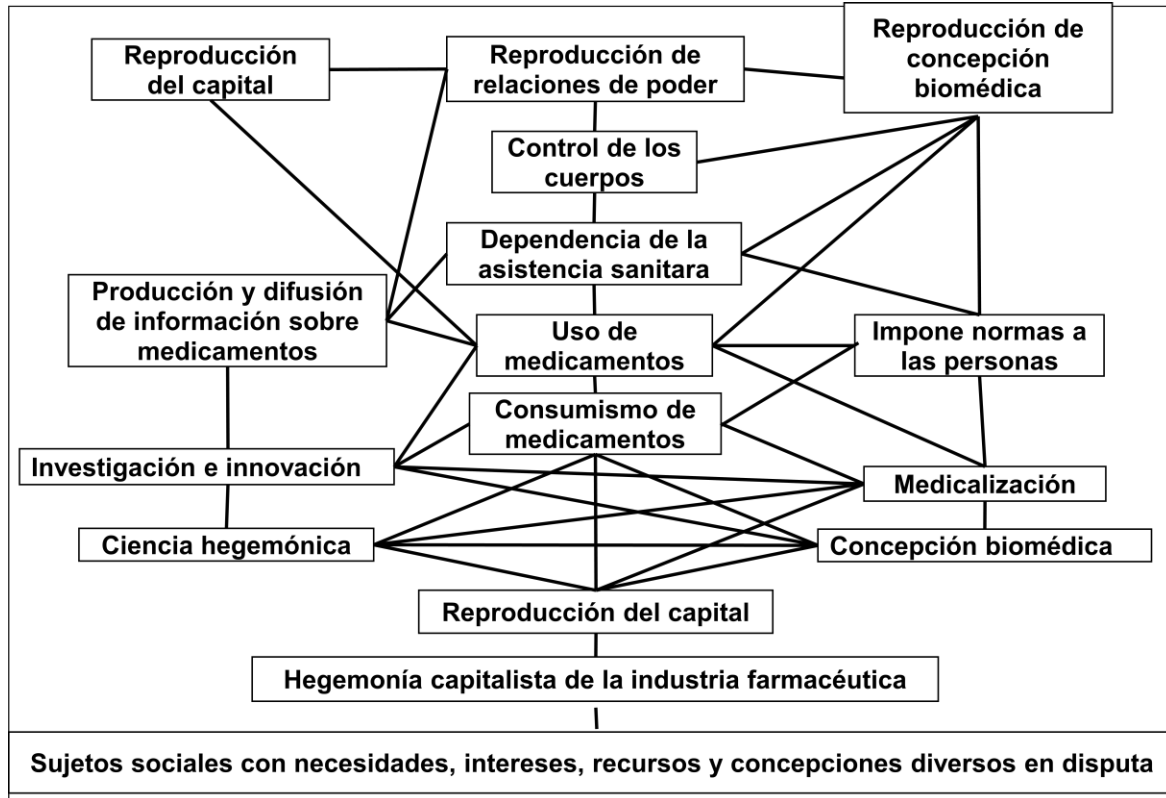 Reproducción
del capital
Reproducción de
relaciones de poder
Reproducción de
concepción
biomédica
Control de los
cuerpos
Dependencia de la
asistencia sanitara
Producción y difusión
de información sobre
medicamentos
Uso de
medicamentos
Impone normas a
las personas
Consumismo de
medicamentos
Investigación e innovación
Medicalización
Ciencia hegemónica
Concepción biomédica
Reproducción del capital
Hegemonía capitalista de la industria farmacéutica
Sujetos sociales con necesidades, intereses, recursos y concepciones diversos en disputa